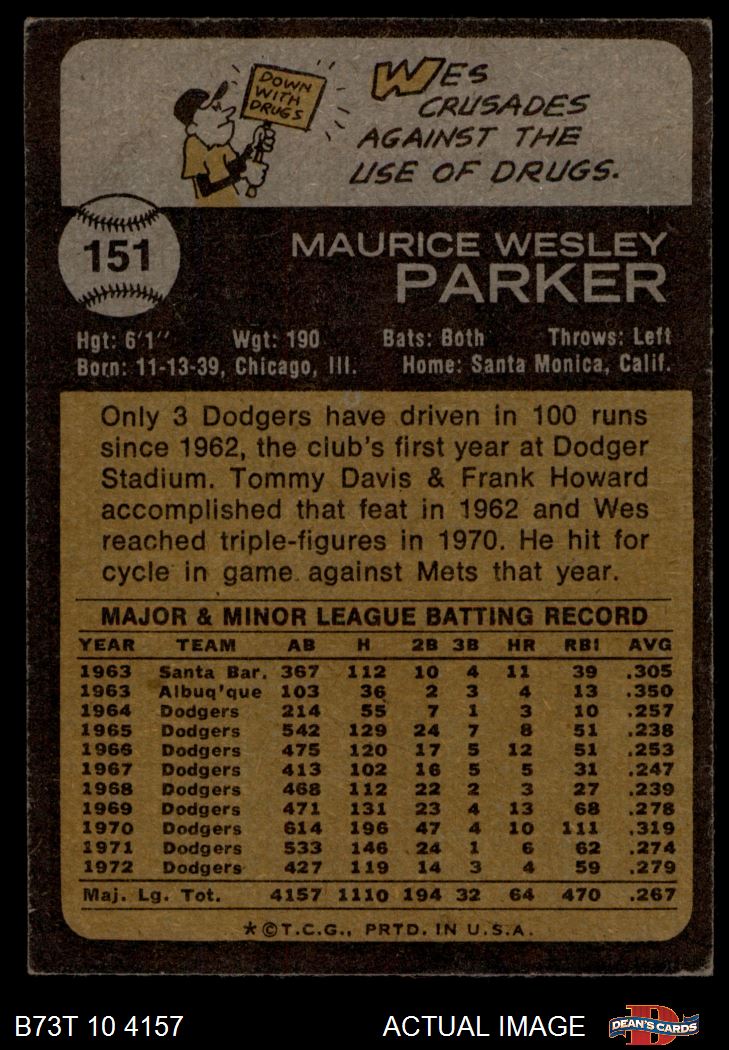 DOWN
WITH
DRUGS
WES
CRUSADES
AGAINST THE
USE OF DRUGS.
151
MAURICE WESLEY
PARKER
Hgt: 6'1" Wgt: 190 Bats: Both Throws: Left
Born: 11-13-39, Chicago, Ill. Home: Santa Monica, Calif.
Only 3 Dodgers have driven in 100 runs
since 1962, the club's first year at Dodger
Stadium. Tommy Davis & Frank Howard
accomplished that feat in 1962 and Wes
reached triple-figures in 1970. He hit for
cycle in game against Mets that year.
MAJOR & MINOR LEAGUE BATTING RECORD
YEAR TEAM AB H 2B 3B HR RBI AVG
1963 Santa Bar. 367 112 10 4 11 39 .305
1963 Albuq'que 103 36 2 3 4 13 .350
1964 Dodgers 214 55 7 1 3 10 .257
1965 Dodgers 542 129 24 7 8 51 .238
1966 Dodgers 475 120 17 5 12 51 .253
1967 Dodgers 413 102 16 5 5 31 .247
1968 Dodgers 468 112 22 2 3 27 .239
1969 Dodgers 471 131 23 4 13 68 .278
1970 Dodgers 614 196 47 4 10 111 .319
1971 Dodgers 533 146 24 1 6 62 .274
1972 Dodgers 427 119 14 3 4 59 .279
Maj. Lg. Tot. 4157 1110 194 32 64 470 .267
*©T.C.G., PRTD. IN U.S.A.
B73T 10 4157 ACTUAL IMAGE D DEAN'S CARDS